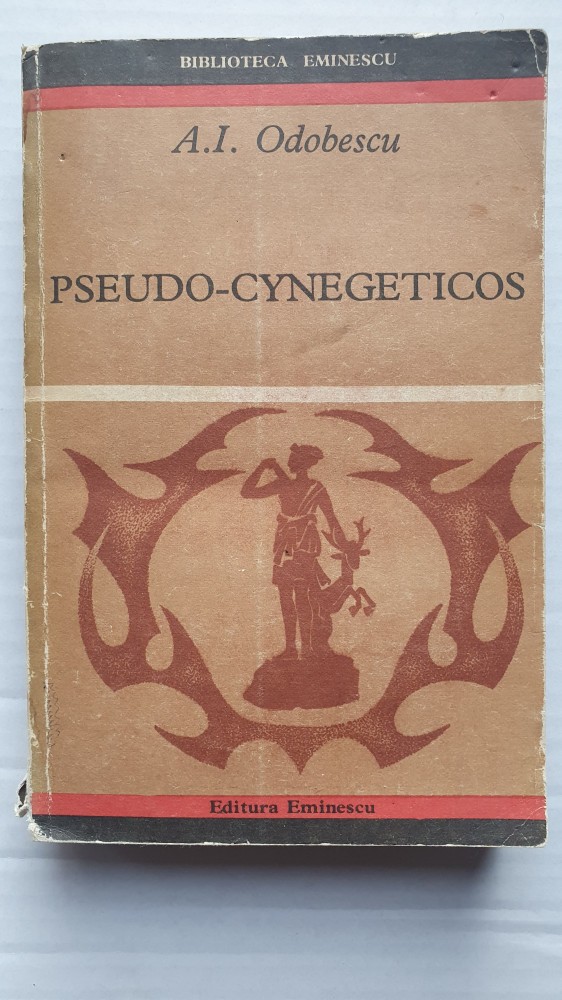 BIBLIOTECA EMINESCU
A.I. Odobescu
PSEUDO-CYNEGETICOS
Editura Eminescu